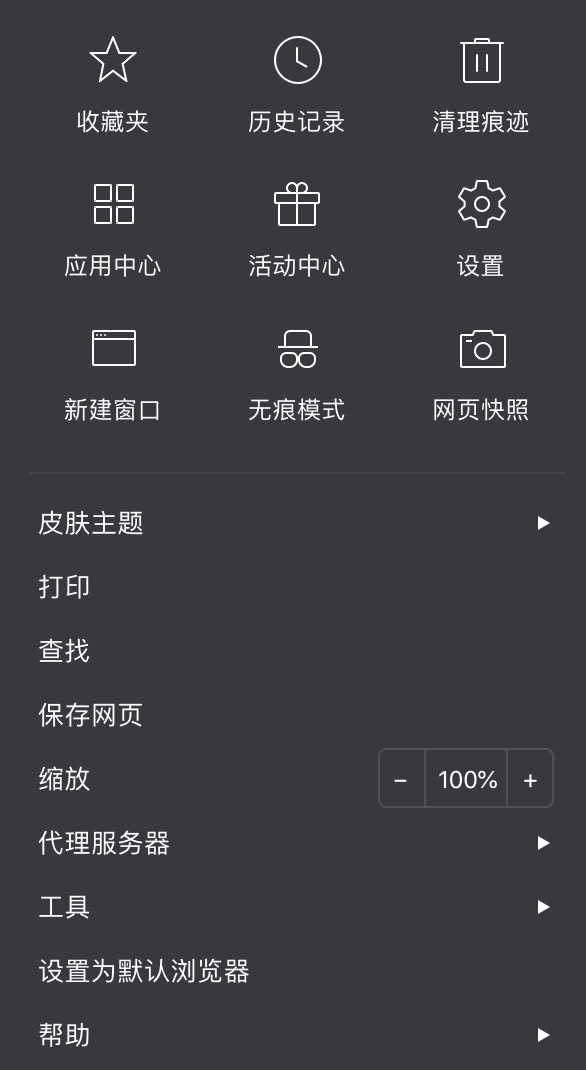 收藏夹 历史记录 清理痕迹
应用中心 活动中心 设置
新建窗口 无痕模式 网页快照
皮肤主题
打印
查找
保存网页
缩放 − 100% +
代理服务器
工具
设置为默认浏览器
帮助